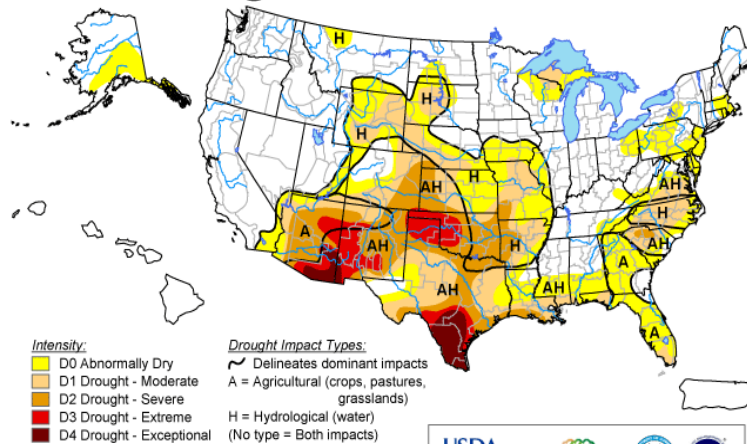 H
H
H
H
AH
AH
H
A
AH
H
AH
A
AH
AH
A
Intensity:
D0 Abnormally Dry
D1 Drought - Moderate
D2 Drought - Severe
D3 Drought - Extreme
D4 Drought - Exceptional
Drought Impact Types:
Delineates dominant impacts
A = Agricultural (crops, pastures,
grasslands)
H = Hydrological (water)
(No type = Both impacts)
USDA